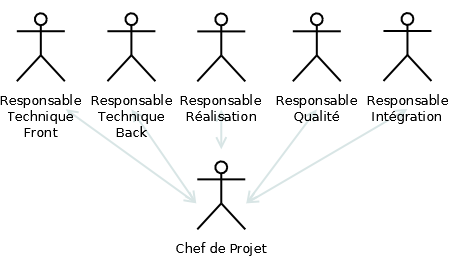 Responsable
Technique
Front
Responsable
Technique
Back
Responsable
Réalisation
Responsable
Qualité
Responsable
Intégration
Chef de Projet